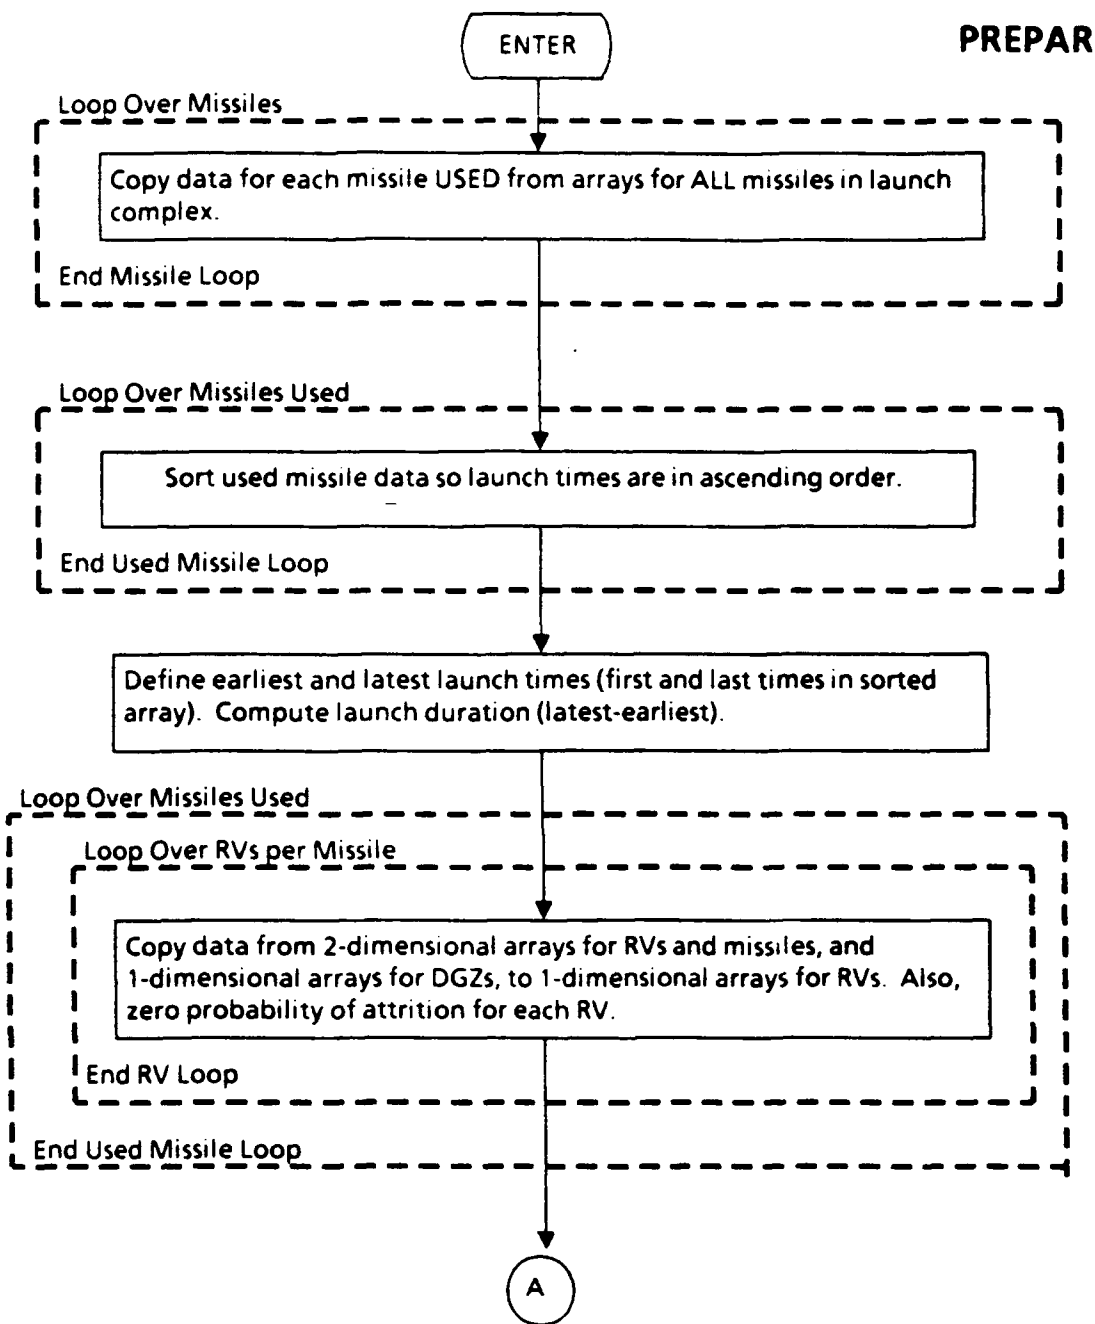 ENTER
PREPAR
Loop Over Missiles
Copy data for each missile USED from arrays for ALL missiles in launch
complex.
End Missile Loop
Loop Over Missiles Used
Sort used missile data so launch times are in ascending order.
End Used Missile Loop
Define earliest and latest launch times (first and last times in sorted
array). Compute launch duration (latest-earliest).
Loop Over Missiles Used
Loop Over RVs per Missile
Copy data from 2-dimensional arrays for RVs and missiles, and
1-dimensional arrays for DGZs, to 1-dimensional arrays for RVs. Also,
zero probability of attrition for each RV.
End RV Loop
End Used Missile Loop
A